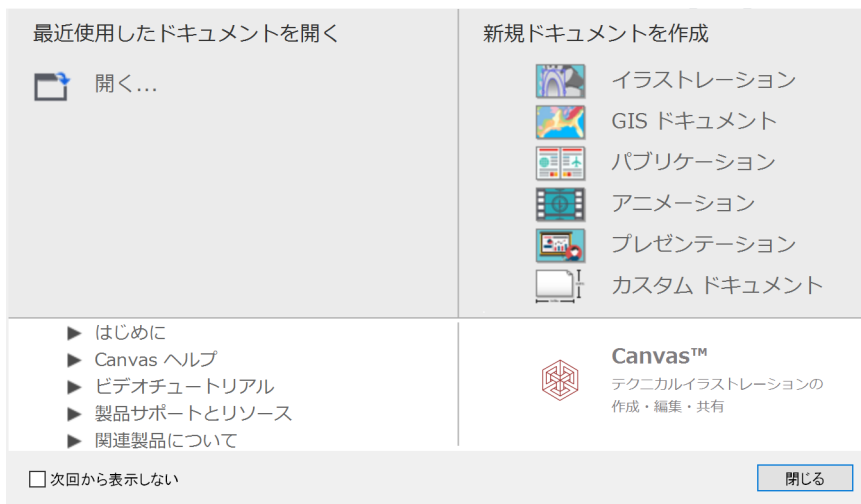 最近使用したドキュメントを開く
開く...
新規ドキュメントを作成
イラストレーション
GIS ドキュメント
パブリケーション
アニメーション
プレゼンテーション
カスタム ドキュメント
はじめに
Canvas ヘルプ
ビデオチュートリアル
製品サポートとリソース
関連製品について
Canvas™
テクニカルイラストレーションの
作成・編集・共有
次回から表示しない
閉じる